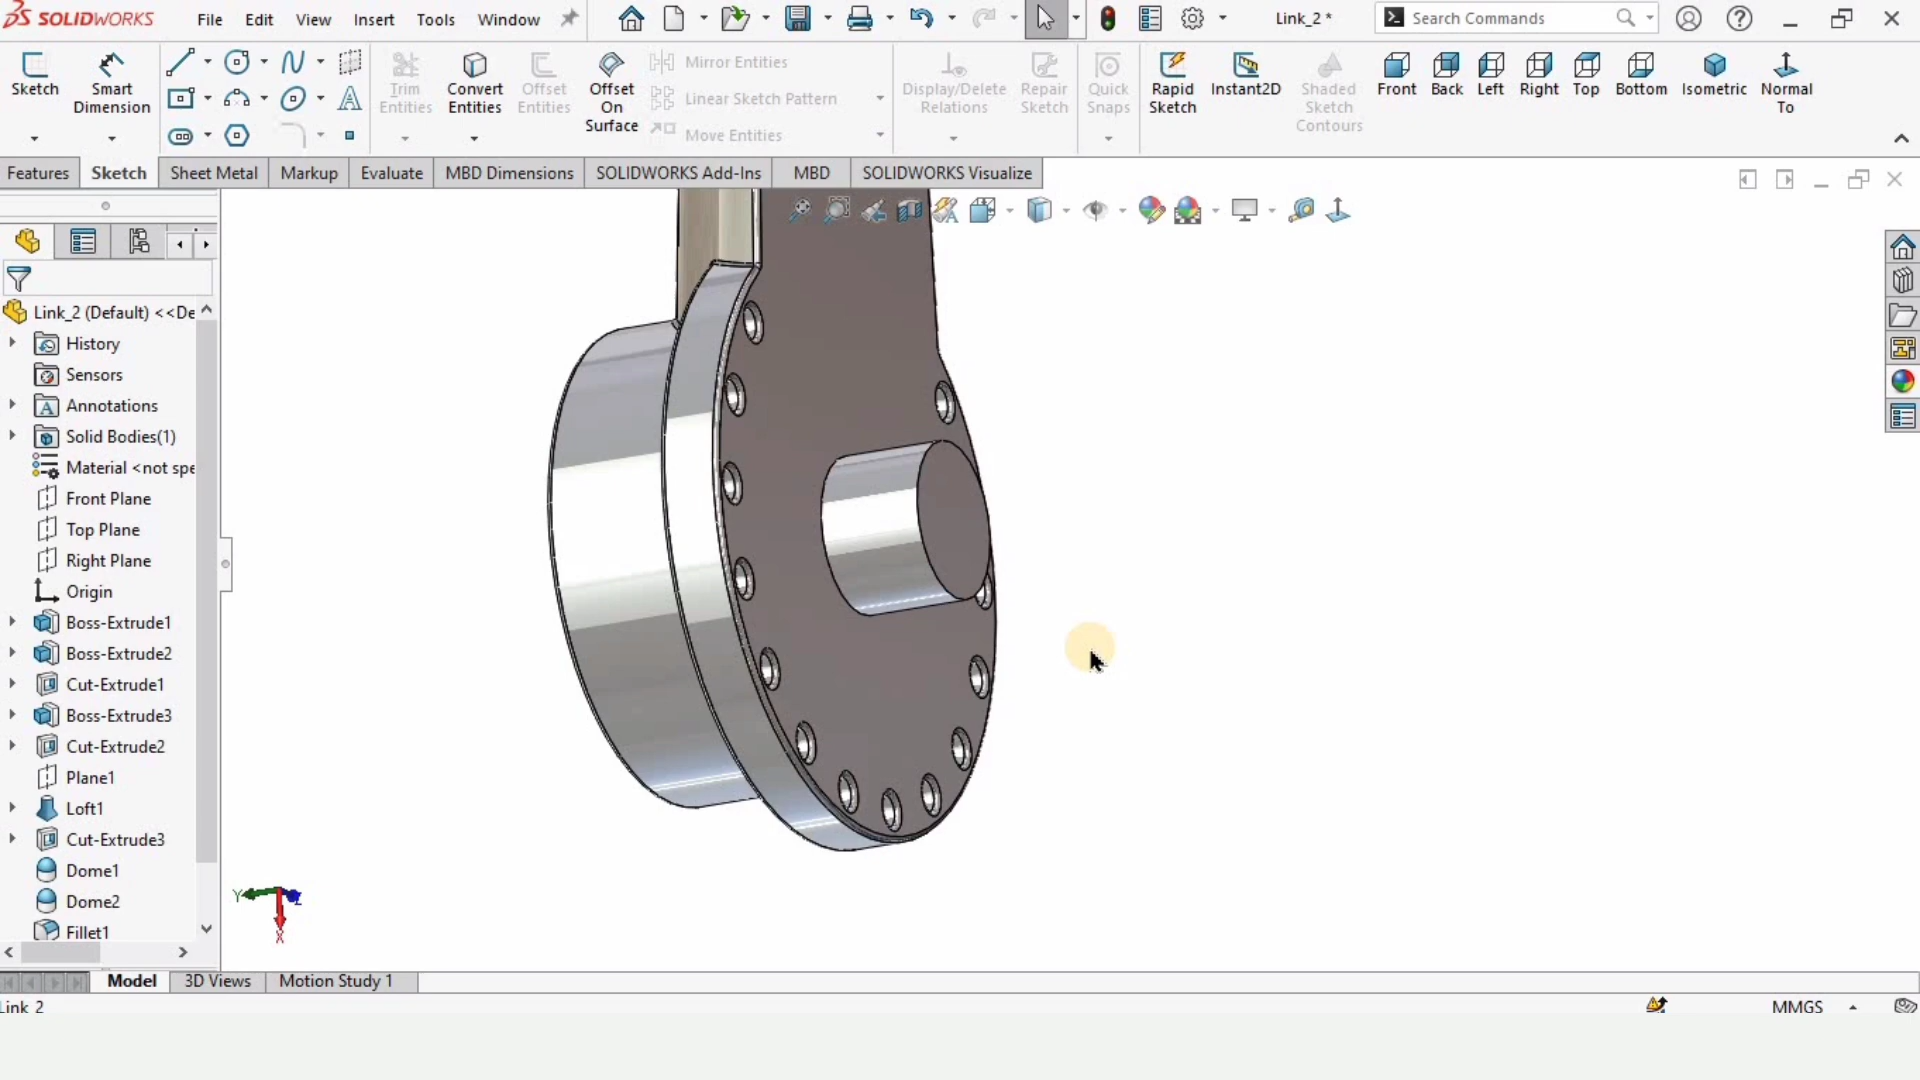 SOLIDWORKS File Edit View Insert Tools Window Link_2 * Search Commands
Sketch Smart Dimension Trim Entities Convert Entities Offset Entities Offset On Surface Mirror Entities Linear Sketch Pattern Move Entities Display/Delete Relations Repair Sketch Quick Snaps Rapid Sketch Instant2D Shaded Sketch Contours Front Back Left Right Top Bottom Isometric Normal To
Features Sketch Sheet Metal Markup Evaluate MBD Dimensions SOLIDWORKS Add-Ins MBD SOLIDWORKS Visualize
Link_2 (Default) <<De
History
Sensors
Annotations
Solid Bodies(1)
Material <not spe
Front Plane
Top Plane
Right Plane
Origin
Boss-Extrude1
Boss-Extrude2
Cut-Extrude1
Boss-Extrude3
Cut-Extrude2
Plane1
Loft1
Cut-Extrude3
Dome1
Dome2
Fillet1
Y Z
X
Model 3D Views Motion Study 1
Link_2 MMGS